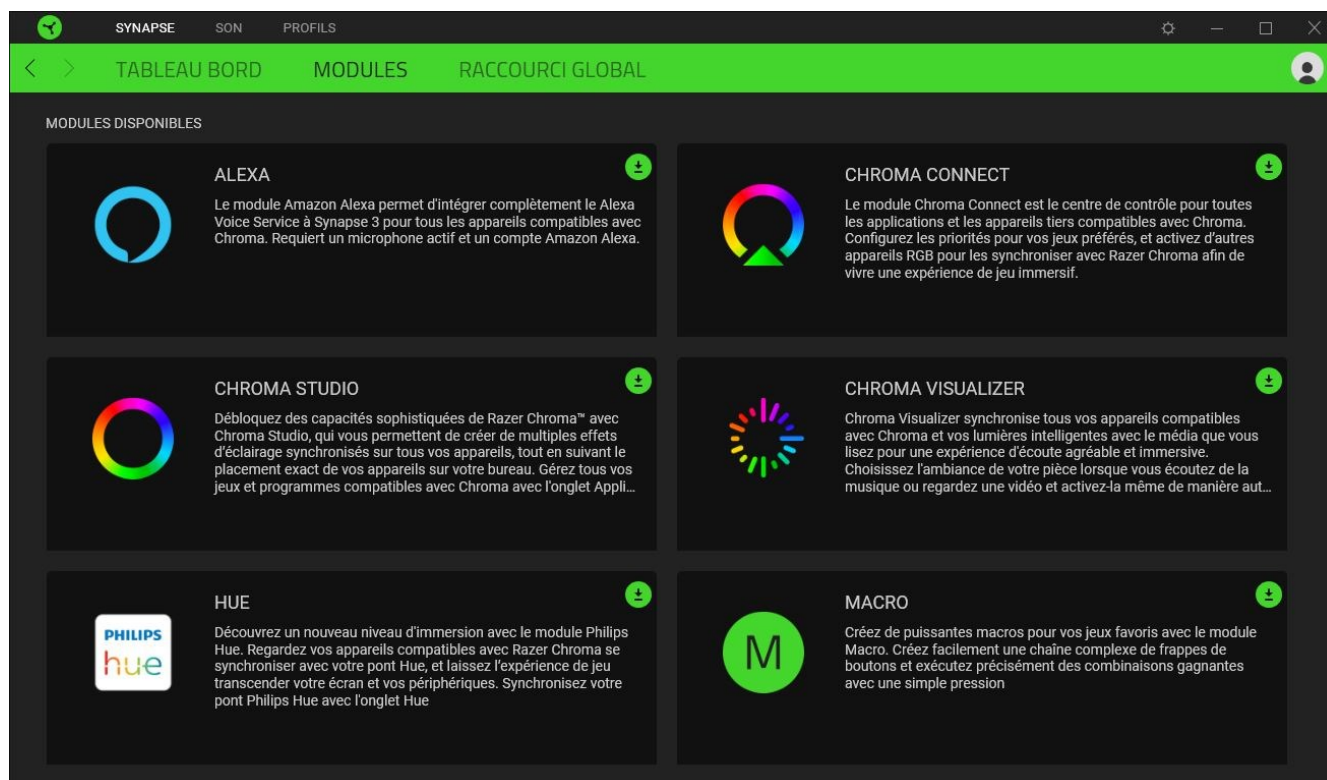 SYNAPSE SON PROFILS
TABLEAU BORD MODULES RACCOURCI GLOBAL
MODULES DISPONIBLES
ALEXA
Le module Amazon Alexa permet d'intégrer complètement le Alexa
Voice Service à Synapse 3 pour tous les appareils compatibles avec
Chroma. Requiert un microphone actif et un compte Amazon Alexa.
CHROMA CONNECT
Le module Chroma Connect est le centre de contrôle pour toutes
les applications et les appareils tiers compatibles avec Chroma.
Configurez les priorités pour vos jeux préférés, et activez d'autres
appareils RGB pour les synchroniser avec Razer Chroma afin de
vivre une expérience de jeu immersif.
CHROMA STUDIO
Débloquez des capacités sophistiquées de Razer Chroma™ avec
Chroma Studio, qui vous permettent de créer de multiples effets
d'éclairage synchronisés sur tous vos appareils, tout en suivant le
placement exact de vos appareils sur votre bureau. Gérez tous vos
jeux et programmes compatibles avec Chroma avec l'onglet Appli...
CHROMA VISUALIZER
Chroma Visualizer synchronise tous vos appareils compatibles
avec Chroma et vos lumières intelligentes avec le média que vous
lisez pour une expérience d'écoute agréable et immersive.
Choisissez l'ambiance de votre pièce lorsque vous écoutez de la
musique ou regardez une vidéo et activez-la même de manière aut...
PHILIPS
hue
HUE
Découvrez un nouveau niveau d'immersion avec le module Philips
Hue. Regardez vos appareils compatibles avec Razer Chroma se
synchroniser avec votre pont Hue, et laissez l'expérience de jeu
transcender votre écran et vos périphériques. Synchronisez votre
pont Philips Hue avec l'onglet Hue
M
MACRO
Créez de puissantes macros pour vos jeux favoris avec le module
Macro. Créez facilement une chaîne complexe de frappes de
boutons et exécutez précisément des combinaisons gagnantes
avec une simple pression